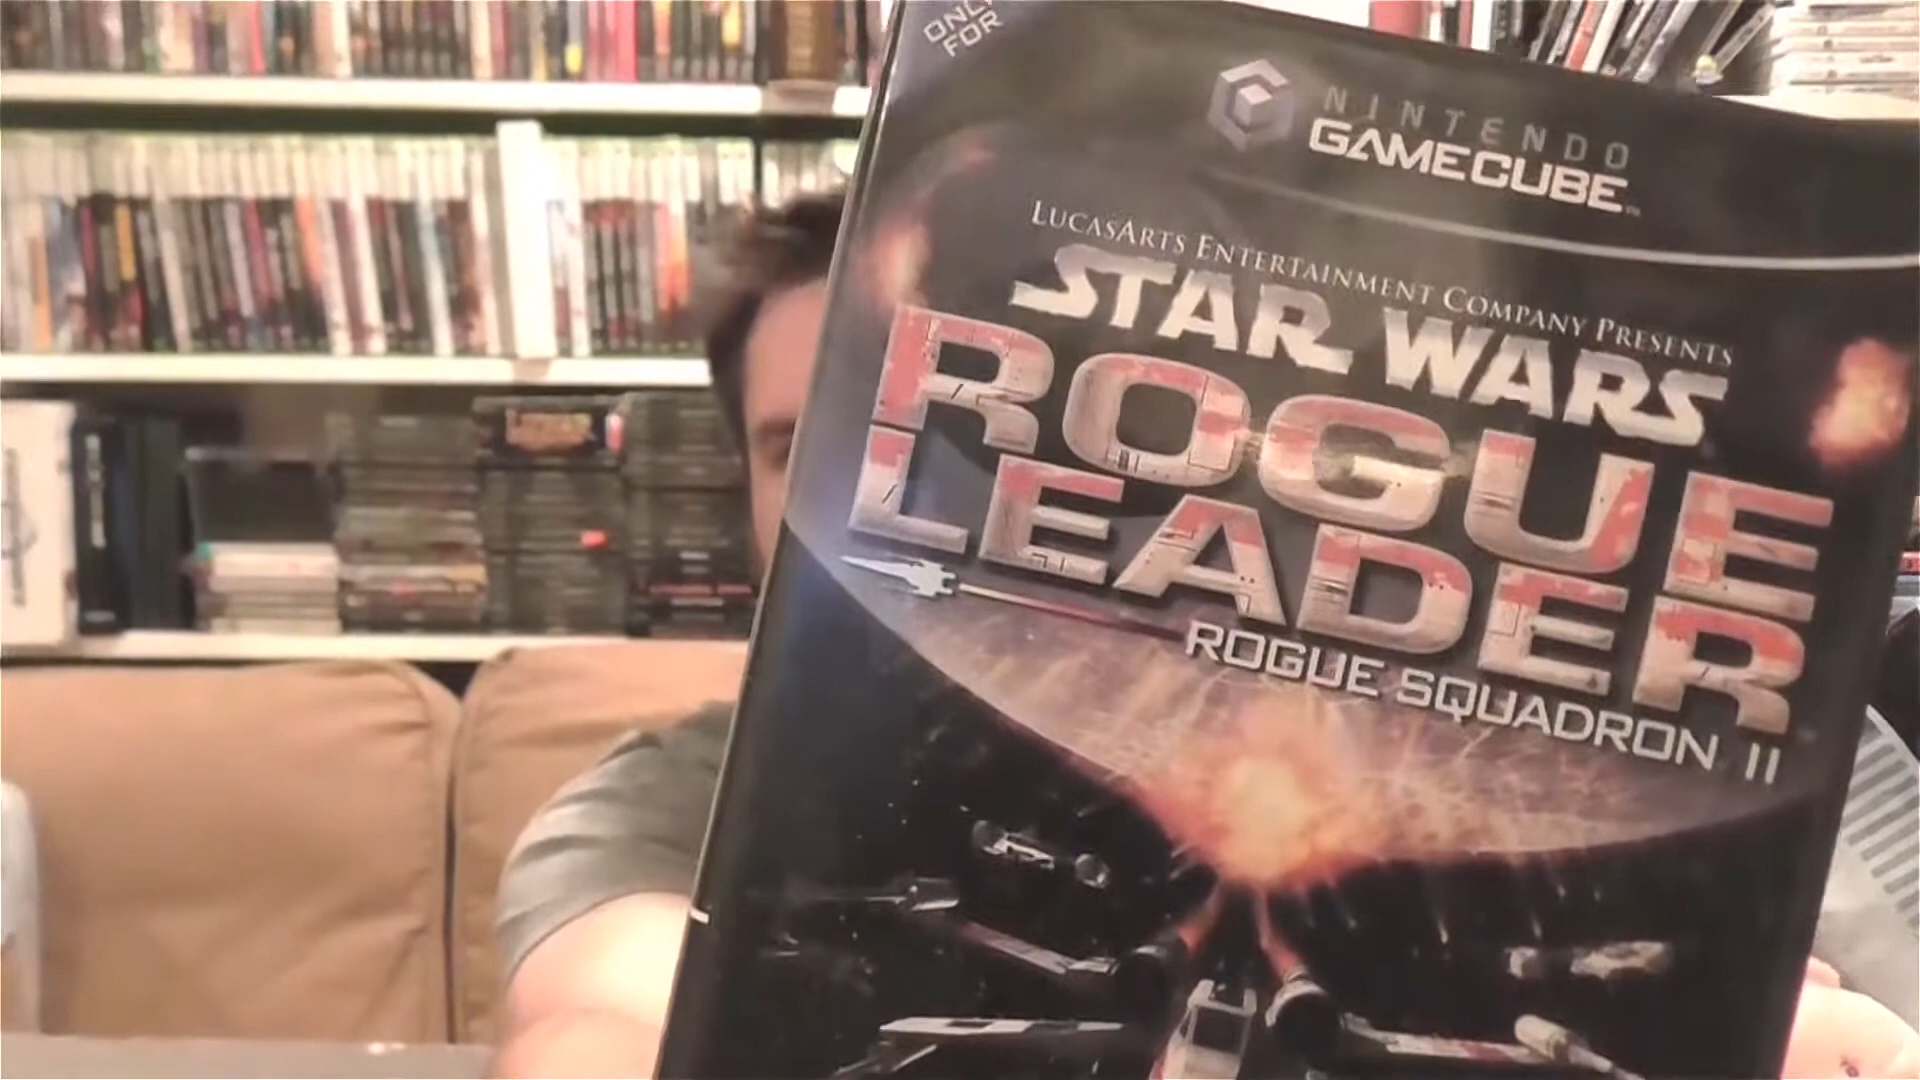 ONLY
FOR
NINTENDO
GAMECUBE
LUCASARTS ENTERTAINMENT COMPANY PRESENTS
STAR WARS
ROGUE
LEADER
ROGUE SQUADRON II